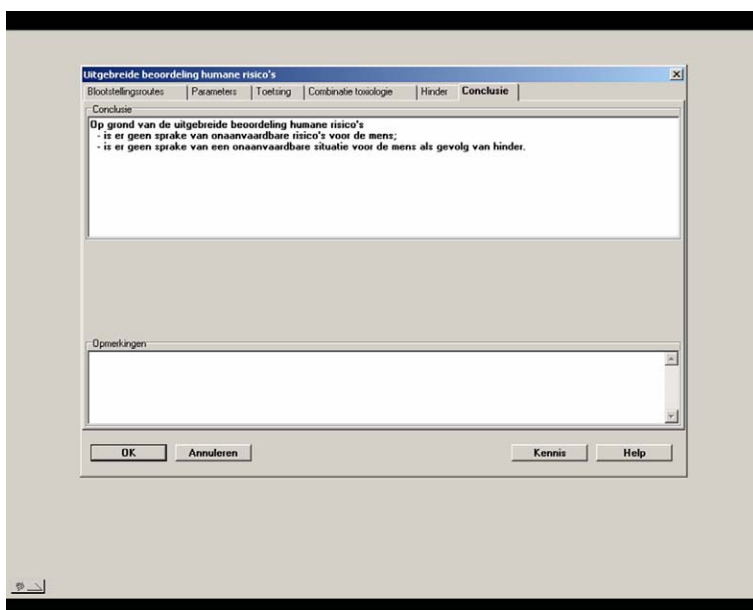 Uitgebreide beoordeling humane risico's
Blootstellingsroutes Parameters Toetsing Combinatie toxiologie Hinder Conclusie
Conclusie
Op grond van de uitgebreide beoordeling humane risico's
- is er geen sprake van onaanvaardbare risico's voor de mens;
- is er geen sprake van een onaanvaardbare situatie voor de mens als gevolg van hinder.
Opmerkingen
OK Annuleren Kennis Help